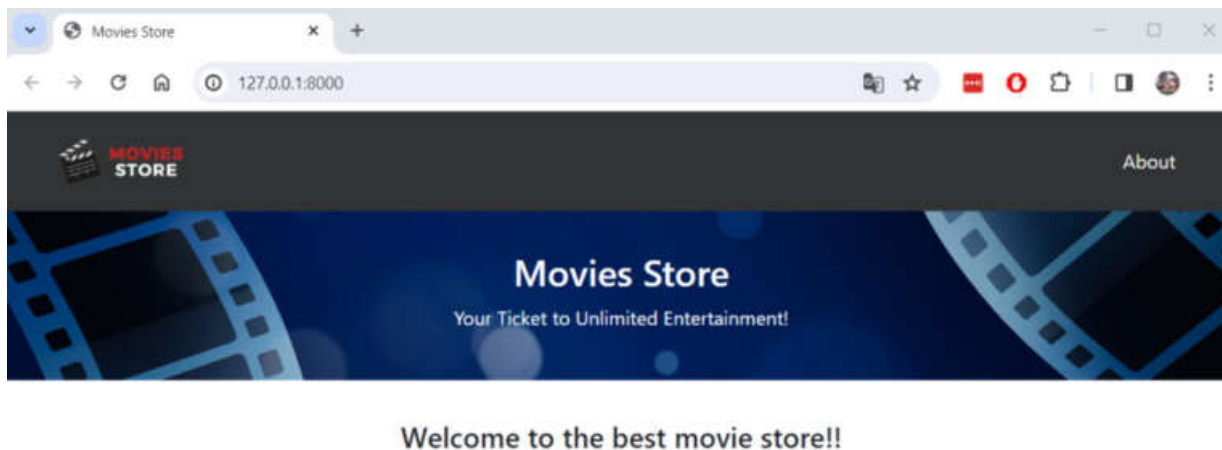 Movies Store
127.0.0.1:8000
MOVIES
STORE
About
Movies Store
Your Ticket to Unlimited Entertainment!
Welcome to the best movie store!!